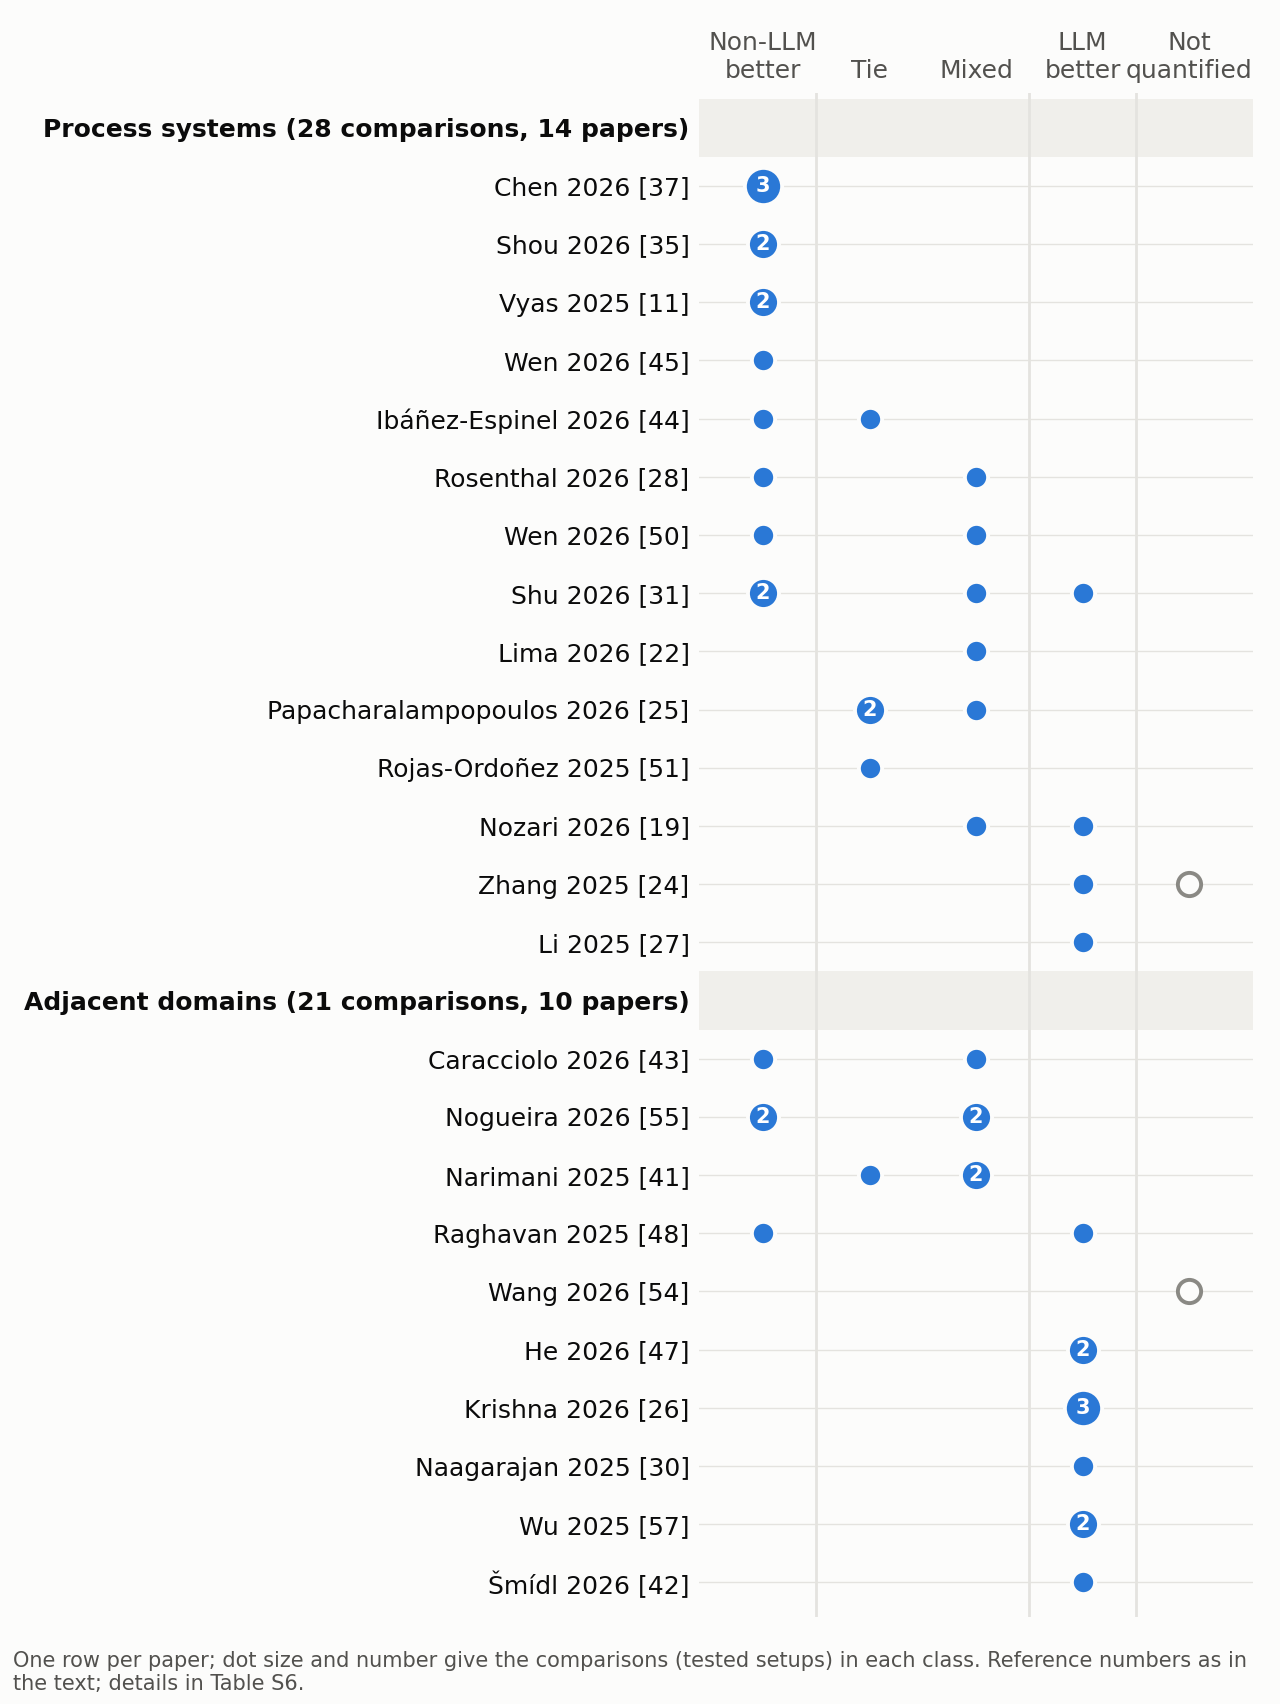 Non-LLM better
Tie
Mixed
LLM better
Not quantified
Process systems (28 comparisons, 14 papers)
Chen 2026 [37] 3
Shou 2026 [35] 2
Vyas 2025 [11] 2
Wen 2026 [45]
Ibáñez-Espinel 2026 [44]
Rosenthal 2026 [28]
Wen 2026 [50]
Shu 2026 [31] 2
Lima 2026 [22]
Papacharalampopoulos 2026 [25] 2
Rojas-Ordoñez 2025 [51]
Nozari 2026 [19]
Zhang 2025 [24]
Li 2025 [27]
Adjacent domains (21 comparisons, 10 papers)
Caracciolo 2026 [43]
Nogueira 2026 [55] 2 2
Narimani 2025 [41] 2
Raghavan 2025 [48]
Wang 2026 [54]
He 2026 [47] 2
Krishna 2026 [26] 3
Naagarajan 2025 [30]
Wu 2025 [57] 2
Šmídl 2026 [42]
One row per paper; dot size and number give the comparisons (tested setups) in each class. Reference numbers as in
the text; details in Table S6.